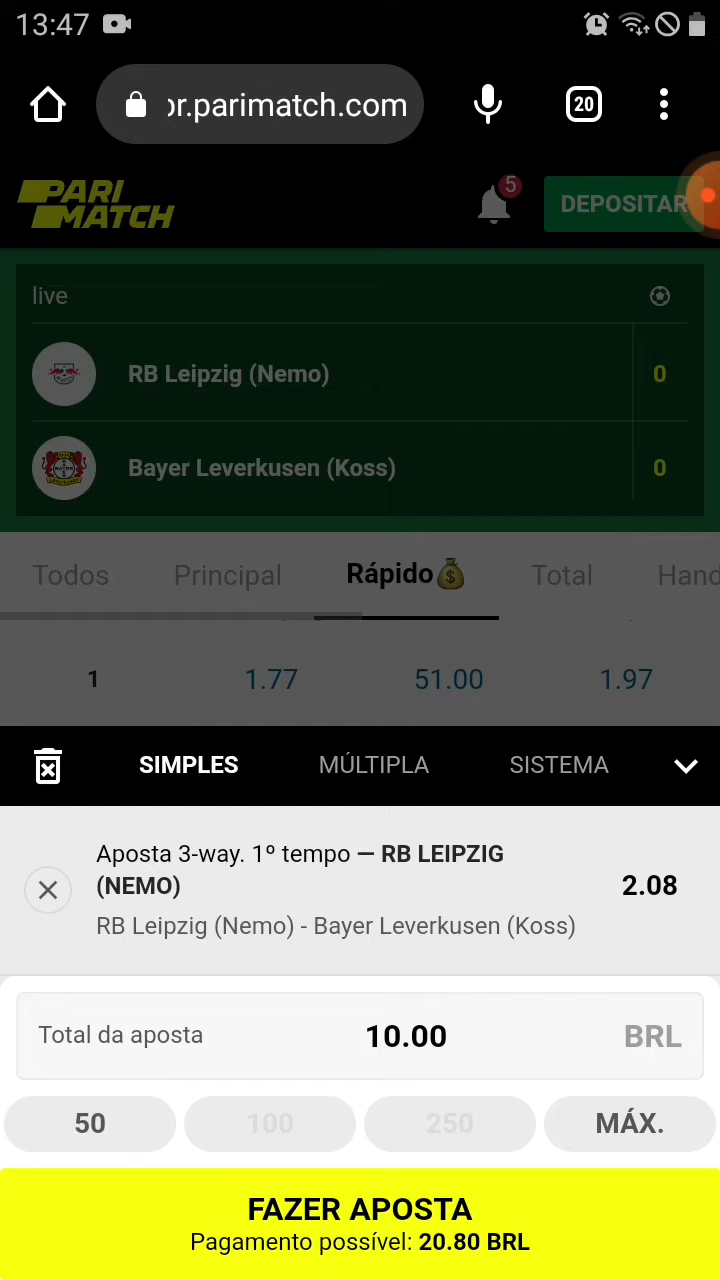 13:47
20
or.parimatch.com
PARI
MATCH
5
DEPOSITAR
live
RB Leipzig (Nemo)
0
Bayer Leverkusen (Koss)
0
Todos Principal Rápido Total Hand
1 1.77 51.00 1.97
SIMPLES MÚLTIPLA SISTEMA
Aposta 3-way. 1º tempo — RB LEIPZIG
(NEMO)
2.08
RB Leipzig (Nemo) - Bayer Leverkusen (Koss)
Total da aposta 10.00 BRL
50 100 250 MÁX.
FAZER APOSTA
Pagamento possível: 20.80 BRL